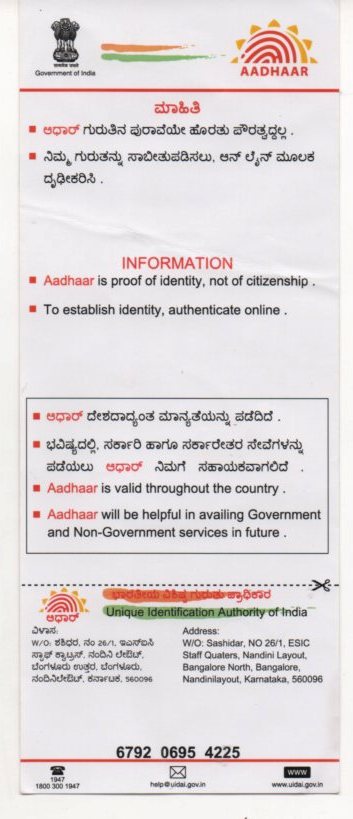 सत्यमेव जयते
Government of India
AADHAAR
ಮಾಹಿತಿ
ಆಧಾರ್ ಗುರುತಿನ ಪುರಾವೆಯೇ ಹೊರತು ಪೌರತ್ವದ್ದಲ್ಲ .
ನಿಮ್ಮ ಗುರುತನ್ನು ಸಾಬೀತುಪಡಿಸಲು, ಆನ್ ಲೈನ್ ಮೂಲಕ
ದೃಢೀಕರಿಸಿ .
INFORMATION
Aadhaar is proof of identity, not of citizenship .
To establish identity, authenticate online .
ಆಧಾರ್ ದೇಶದಾದ್ಯಂತ ಮಾನ್ಯತೆಯನ್ನು ಪಡೆದಿದೆ .
ಭವಿಷ್ಯದಲ್ಲಿ, ಸರ್ಕಾರಿ ಹಾಗೂ ಸರ್ಕಾರೇತರ ಸೇವೆಗಳನ್ನು
ಪಡೆಯಲು ಆಧಾರ್ ನಿಮಗೆ ಸಹಾಯಕವಾಗಲಿದೆ .
Aadhaar is valid throughout the country .
Aadhaar will be helpful in availing Government
and Non-Government services in future .
ಭಾರತೀಯ ವಿಶಿಷ್ಟ ಗುರುತು ಪ್ರಾಧಿಕಾರ
ಆಧಾರ್
Unique Identification Authority of India
ವಿಳಾಸ:
W/O: ಶಶಿಧರ, ನಂ 26/1, ಇಎಸ್ಐಸಿ
ಸ್ಟಾಫ್ ಕ್ವಾಟ್ರಸ್, ನಂದಿನಿ ಲೇಔಟ್,
ಬೆಂಗಳೂರು ಉತ್ತರ, ಬೆಂಗಳೂರು,
ನಂದಿನಿಲೇಔಟ್, ಕರ್ನಾಟಕ, 560096
Address:
W/O: Sashidar, NO 26/1, ESIC
Staff Quaters, Nandini Layout,
Bangalore North, Bangalore,
Nandinilayout, Karnataka, 560096
6792 0695 4225
1947
1800 300 1947
help@uidai.gov.in
WWW
www.uidai.gov.in